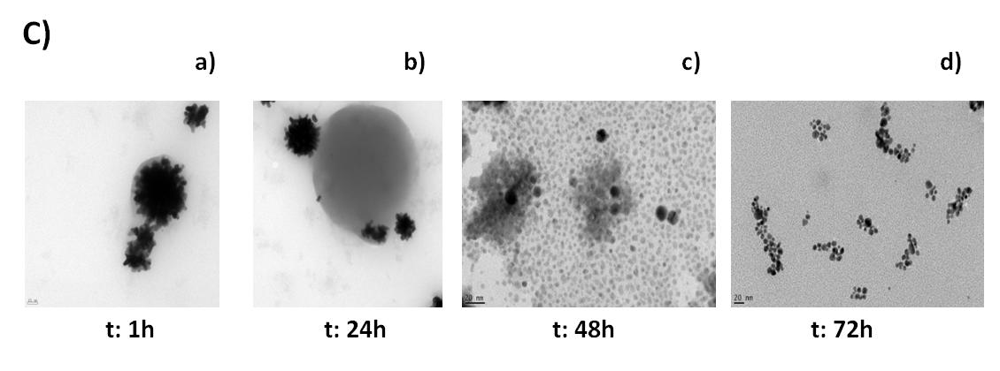 C)
a) b) c) d)
20 nm 20 nm
t: 1h t: 24h t: 48h t: 72h